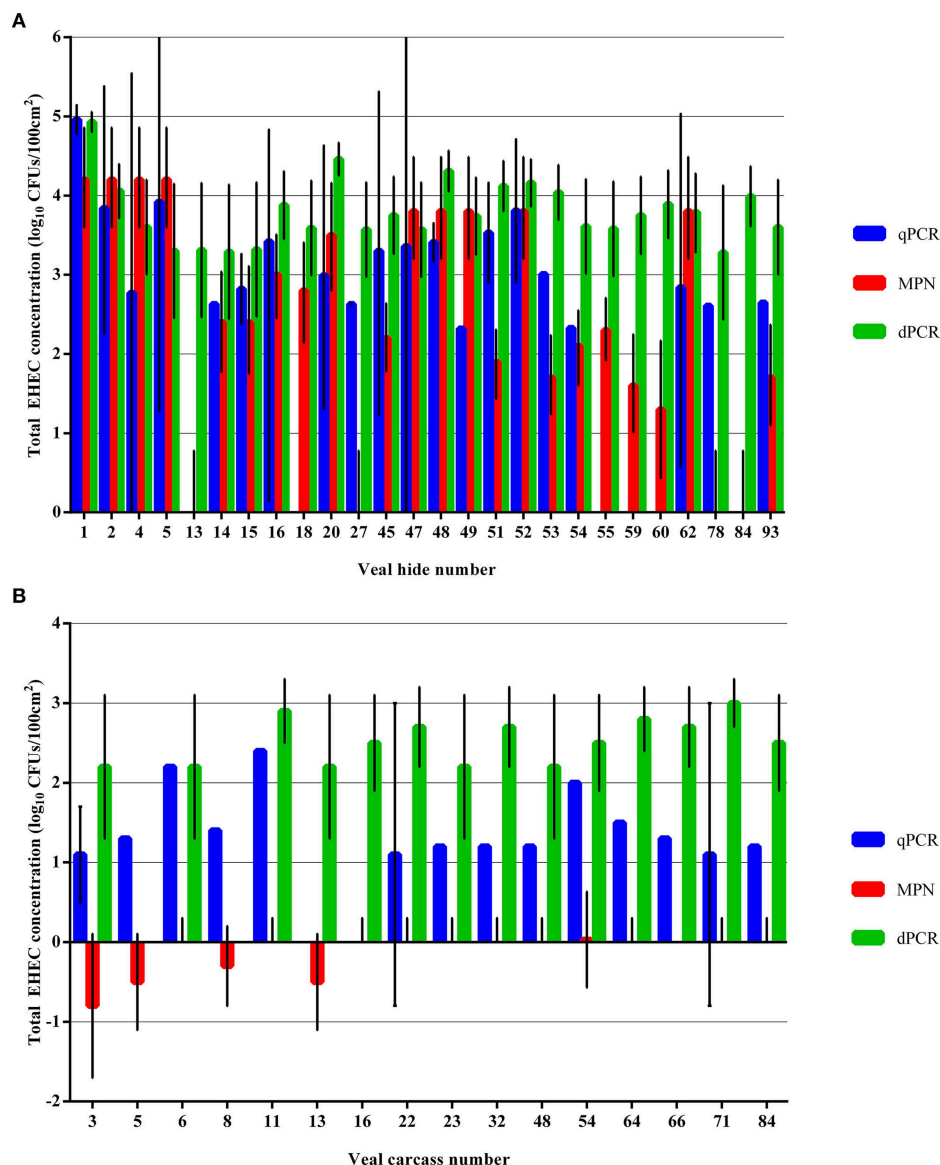 A
Total EHEC concentration (log10 CFUs/100cm2)
6
5
4
3
2
1
0
1 2 4 5 13 14 15 16 18 20 27 45 47 48 49 51 52 53 54 55 59 60 62 78 84 93
Veal hide number
qPCR
MPN
dPCR
B
Total EHEC concentration (log10 CFUs/100cm2)
4
3
2
1
0
-1
-2
3 5 6 8 11 13 16 22 23 32 48 54 64 66 71 84
Veal carcass number
qPCR
MPN
dPCR